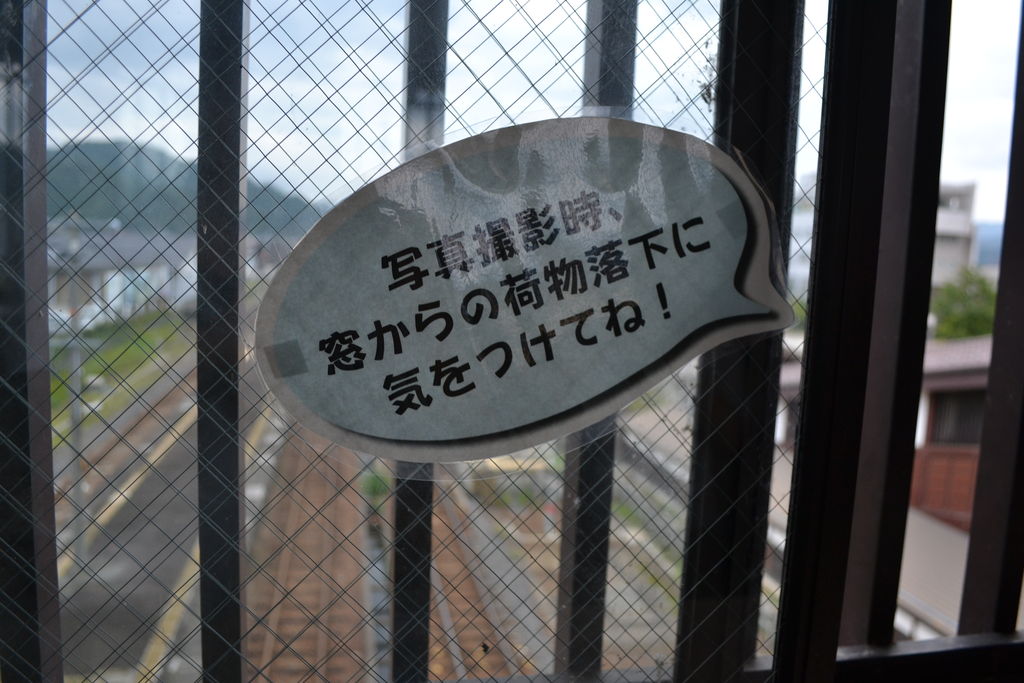 写真撮影時、
窓からの荷物落下に
気をつけてね！